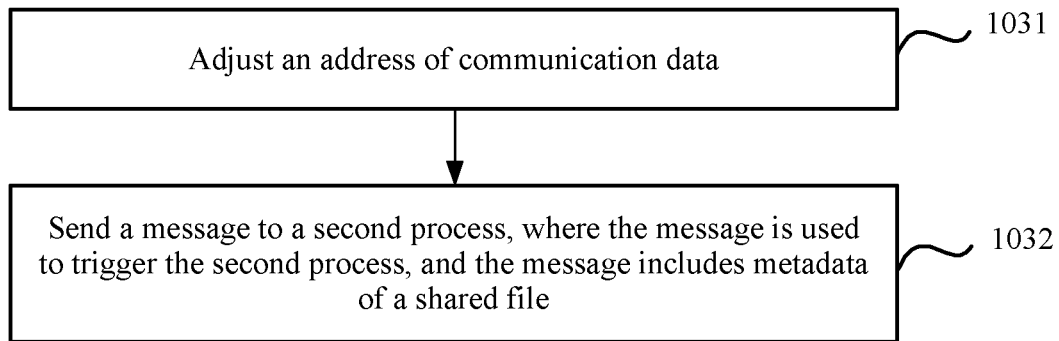 1031
Adjust an address of communication data
Send a message to a second process, where the message is used
to trigger the second process, and the message includes metadata
of a shared file
1032